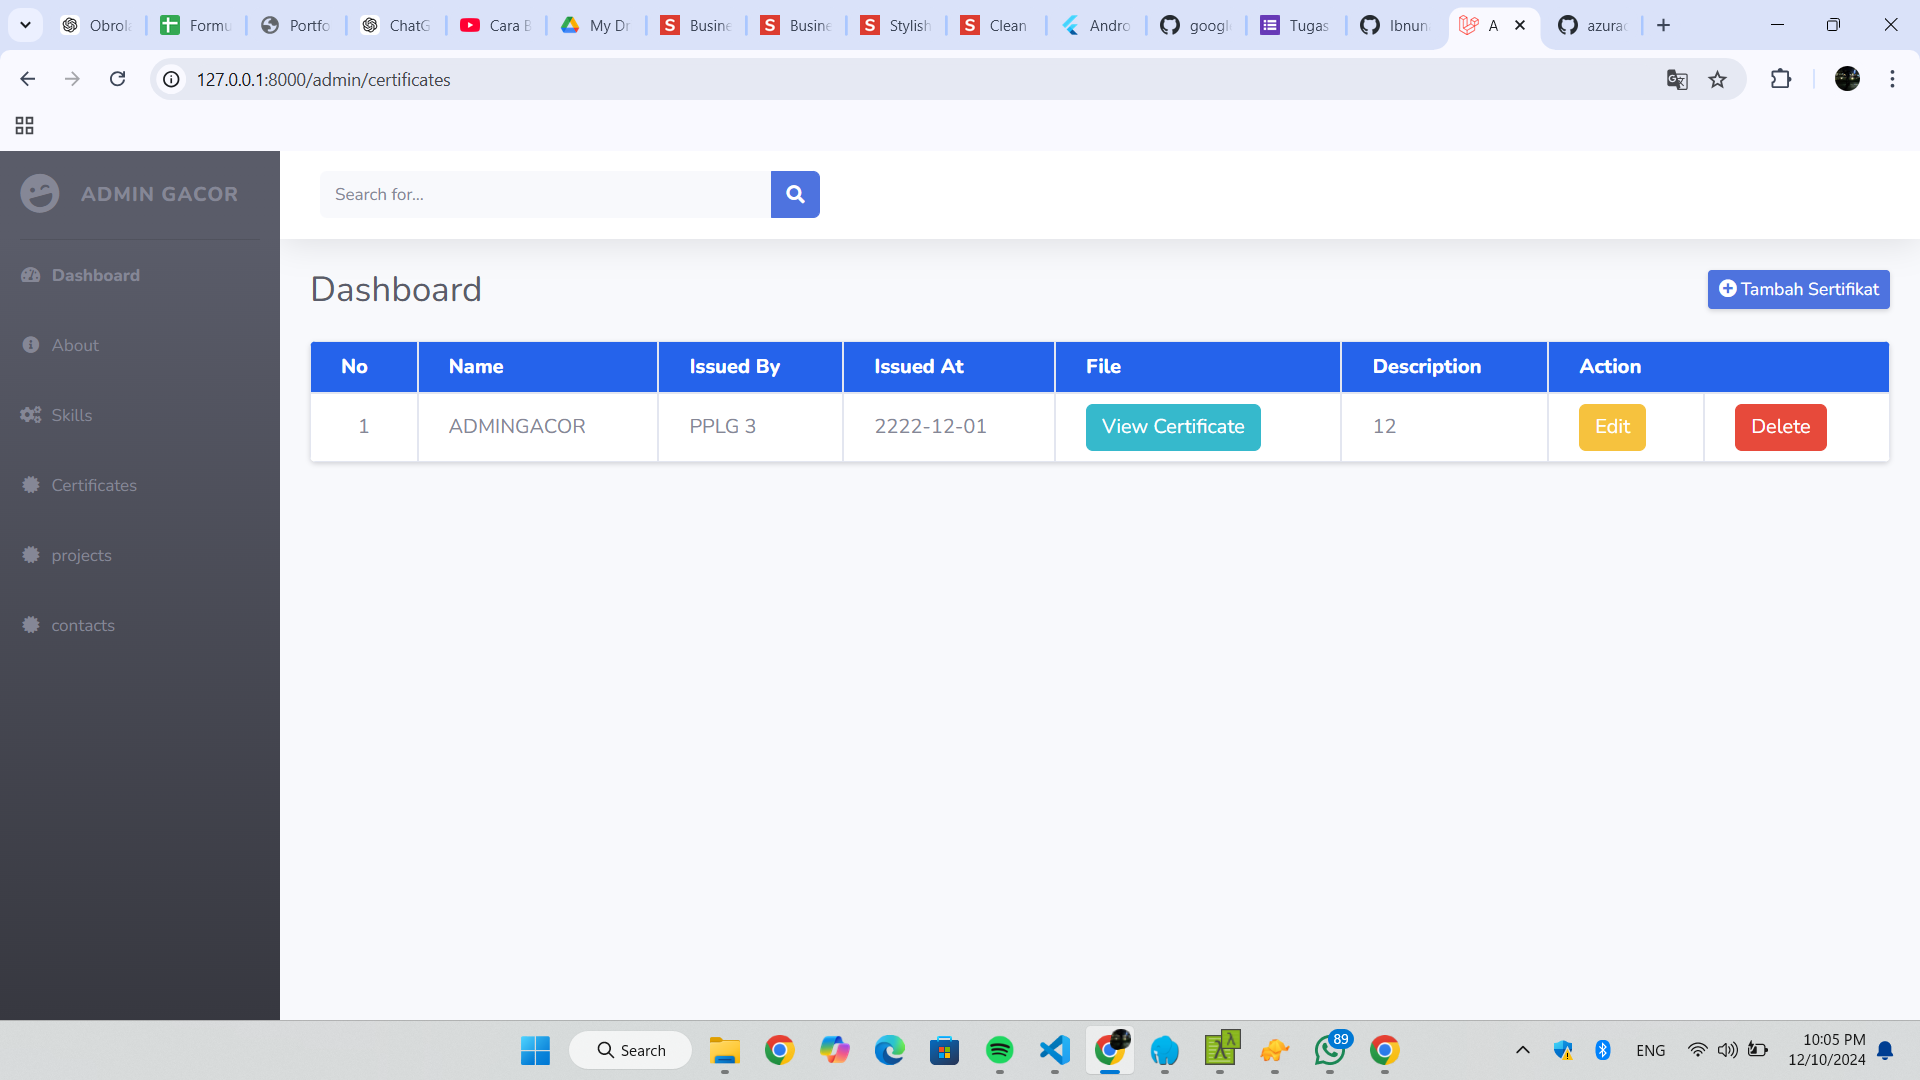 Obrol
Formu
Portfo
ChatG
Cara B
My Dr
Busine
Busine
Stylish
Clean
Andro
google
Tugas
Ibnun
A
azura
127.0.0.1:8000/admin/certificates
ADMIN GACOR
Search for...
Dashboard
Dashboard
Tambah Sertifikat
About
No Name Issued By Issued At File Description Action
Skills
1 ADMINGACOR PPLG 3 2222-12-01 View Certificate 12 Edit Delete
Certificates
projects
contacts
Search
89
ENG
10:05 PM
12/10/2024